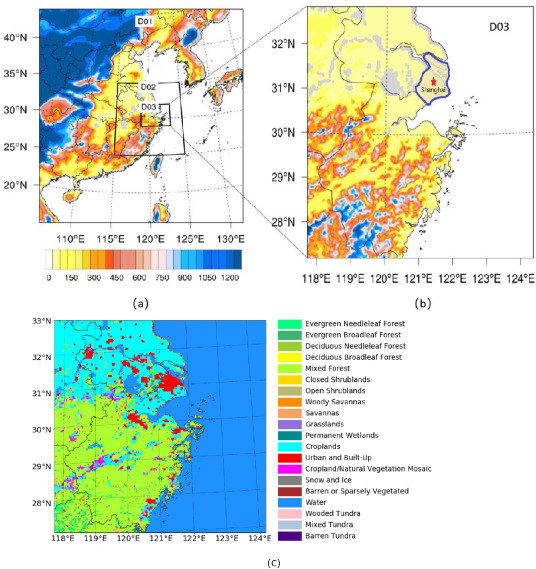 D01
40°N
35°N
D02
30°N
D03
25°N
20°N
110°E 115°E 120°E 125°E 130°E
0 150 300 450 600 750 900 1050 1200
(a)
D03
32°N
31°N
Shanghai
30°N
29°N
28°N
117°E 118°E 119°E 120°E 121°E 122°E 123°E 124°E
(b)
33°N
32°N
31°N
30°N
29°N
28°N
118°E 119°E 120°E 121°E 122°E 123°E 124°E
Evergreen Needleleaf Forest
Evergreen Broadleaf Forest
Deciduous Needleleaf Forest
Deciduous Broadleaf Forest
Mixed Forest
Closed Shrublands
Open Shrublands
Woody Savannas
Savannas
Grasslands
Permanent Wetlands
Croplands
Urban and Built-Up
Cropland/Natural Vegetation Mosaic
Snow and Ice
Barren or Sparsely Vegetated
Water
Wooded Tundra
Mixed Tundra
Barren Tundra
(C)